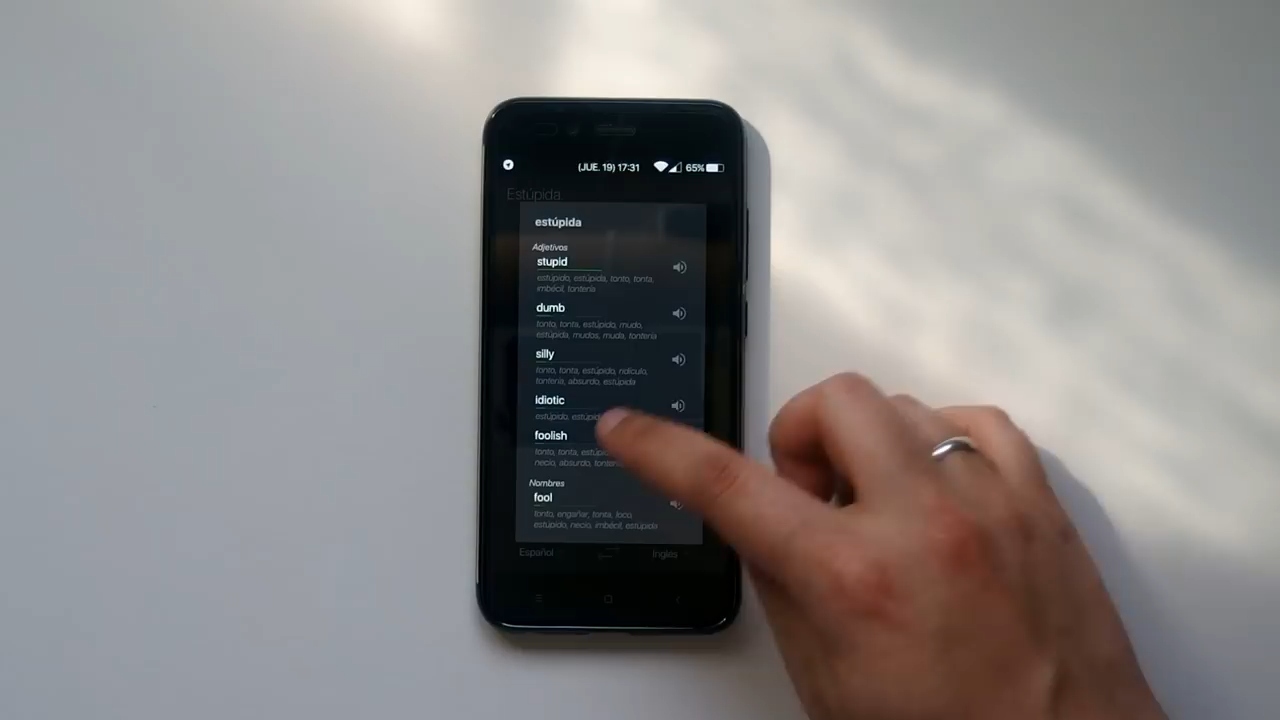 (JUE. 19) 17:31 65%
Estúpida
estúpida
Adjetivos
stupid
estúpido, estúpida, tonto, tonta,
imbécil, tontería
dumb
tonto, tonta, estúpido, mudo,
estúpida, mudos, muda, tontería
silly
tonto, tonta, estúpido, ridículo,
tontería, absurdo, estúpida
idiotic
estúpido,
foolish
tonto, tonta,
necio, absurdo,
Nombres
fool
tonto, engañar, tonta, loco,
estúpido, necio, imbécil, estúpida
Español Inglés